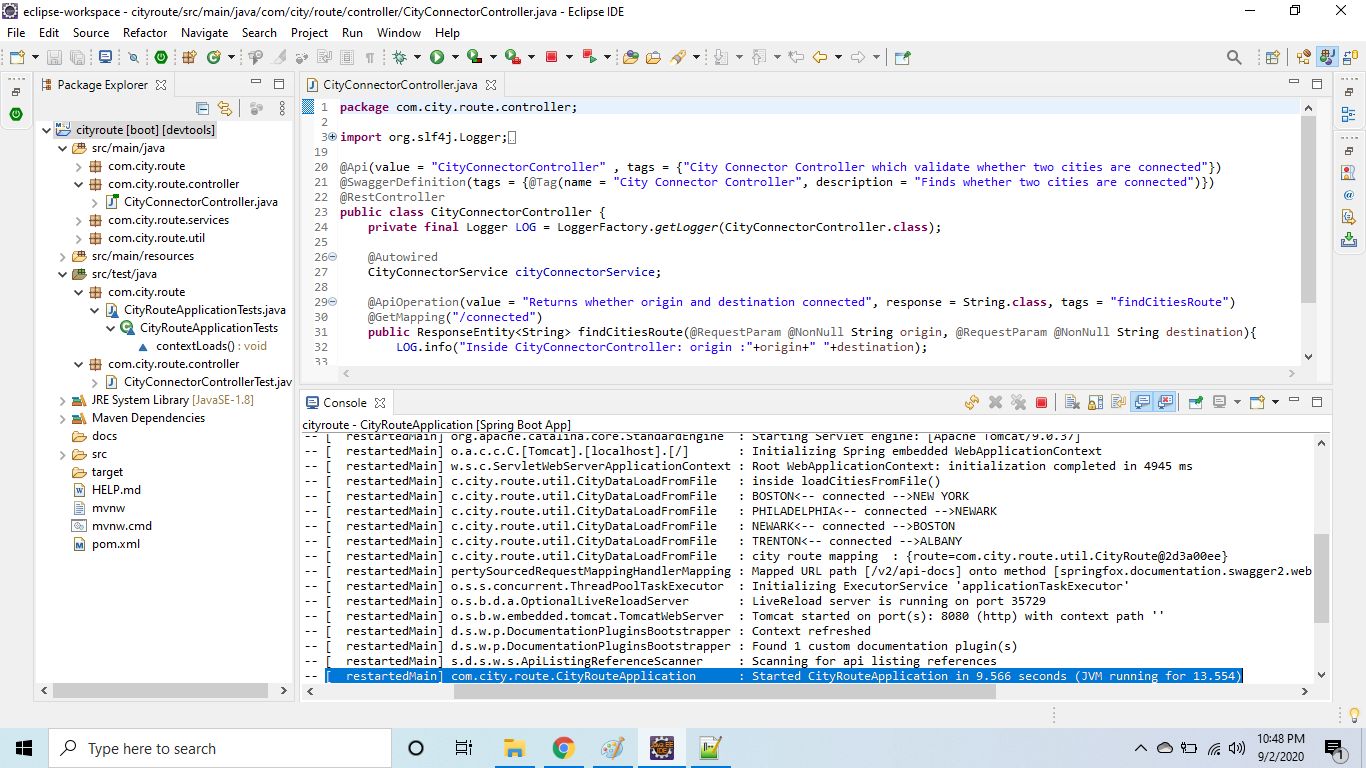 eclipse-workspace - cityroute/src/main/java/com/city/route/controller/CityConnectorController.java - Eclipse IDE
File Edit Source Refactor Navigate Search Project Run Window Help
Package Explorer
cityroute [boot] [devtools]
src/main/java
com.city.route
com.city.route.controller
CityConnectorController.java
com.city.route.services
com.city.route.util
src/main/resources
src/test/java
com.city.route
CityRouteApplicationTests.java
CityRouteApplicationTests
contextLoads() : void
com.city.route.controller
CityConnectorControllerTest.jav
JRE System Library [JavaSE-1.8]
Maven Dependencies
docs
src
target
HELP.md
mvnw
mvnw.cmd
pom.xml
CityConnectorController.java
1 package com.city.route.controller;
2
3 import org.slf4j.Logger;
19
20 @Api(value = "CityConnectorController" , tags = {"City Connector Controller which validate whether two cities are connected"})
21 @SwaggerDefinition(tags = {@Tag(name = "City Connector Controller", description = "Finds whether two cities are connected")})
22 @RestController
23 public class CityConnectorController {
24 private final Logger LOG = LoggerFactory.getLogger(CityConnectorController.class);
25
26 @Autowired
27 CityConnectorService cityConnectorService;
28
29 @ApiOperation(value = "Returns whether origin and destination connected", response = String.class, tags = "findCitiesRoute")
30 @GetMapping("/connected")
31 public ResponseEntity<String> findCitiesRoute(@RequestParam @NonNull String origin, @RequestParam @NonNull String destination){
32 LOG.info("Inside CityConnectorController: origin :"+origin+" "+destination);
33
Console
cityroute - CityRouteApplication [Spring Boot App]
-- [ restartedMain] org.apache.catalina.core.StandardEngine : Starting Servlet engine: [Apache Tomcat/9.0.37]
-- [ restartedMain] o.a.c.c.C.[Tomcat].[localhost].[/] : Initializing Spring embedded WebApplicationContext
-- [ restartedMain] w.s.c.ServletWebServerApplicationContext : Root WebApplicationContext: initialization completed in 4945 ms
-- [ restartedMain] c.city.route.util.CityDataLoadFromFile : inside loadCitiesFromFile()
-- [ restartedMain] c.city.route.util.CityDataLoadFromFile : BOSTON<-- connected -->NEW YORK
-- [ restartedMain] c.city.route.util.CityDataLoadFromFile : PHILADELPHIA<-- connected -->NEWARK
-- [ restartedMain] c.city.route.util.CityDataLoadFromFile : NEWARK<-- connected -->BOSTON
-- [ restartedMain] c.city.route.util.CityDataLoadFromFile : TRENTON<-- connected -->ALBANY
-- [ restartedMain] c.city.route.util.CityDataLoadFromFile : city route mapping : {route=com.city.route.util.CityRoute@2d3a00ee}
-- [ restartedMain] pertySourcedRequestMappingHandlerMapping : Mapped URL path [/v2/api-docs] onto method [springfox.documentation.swagger2.web
-- [ restartedMain] o.s.s.concurrent.ThreadPoolTaskExecutor : Initializing ExecutorService 'applicationTaskExecutor'
-- [ restartedMain] o.s.b.d.a.OptionalLiveReloadServer : LiveReload server is running on port 35729
-- [ restartedMain] o.s.b.w.embedded.tomcat.TomcatWebServer : Tomcat started on port(s): 8080 (http) with context path ''
-- [ restartedMain] d.s.w.p.DocumentationPluginsBootstrapper : Context refreshed
-- [ restartedMain] d.s.w.p.DocumentationPluginsBootstrapper : Found 1 custom documentation plugin(s)
-- [ restartedMain] s.d.s.w.s.ApiListingReferenceScanner : Scanning for api listing references
-- [ restartedMain] com.city.route.CityRouteApplication : Started CityRouteApplication in 9.566 seconds (JVM running for 13.554)
Type here to search
10:48 PM
9/2/2020
1